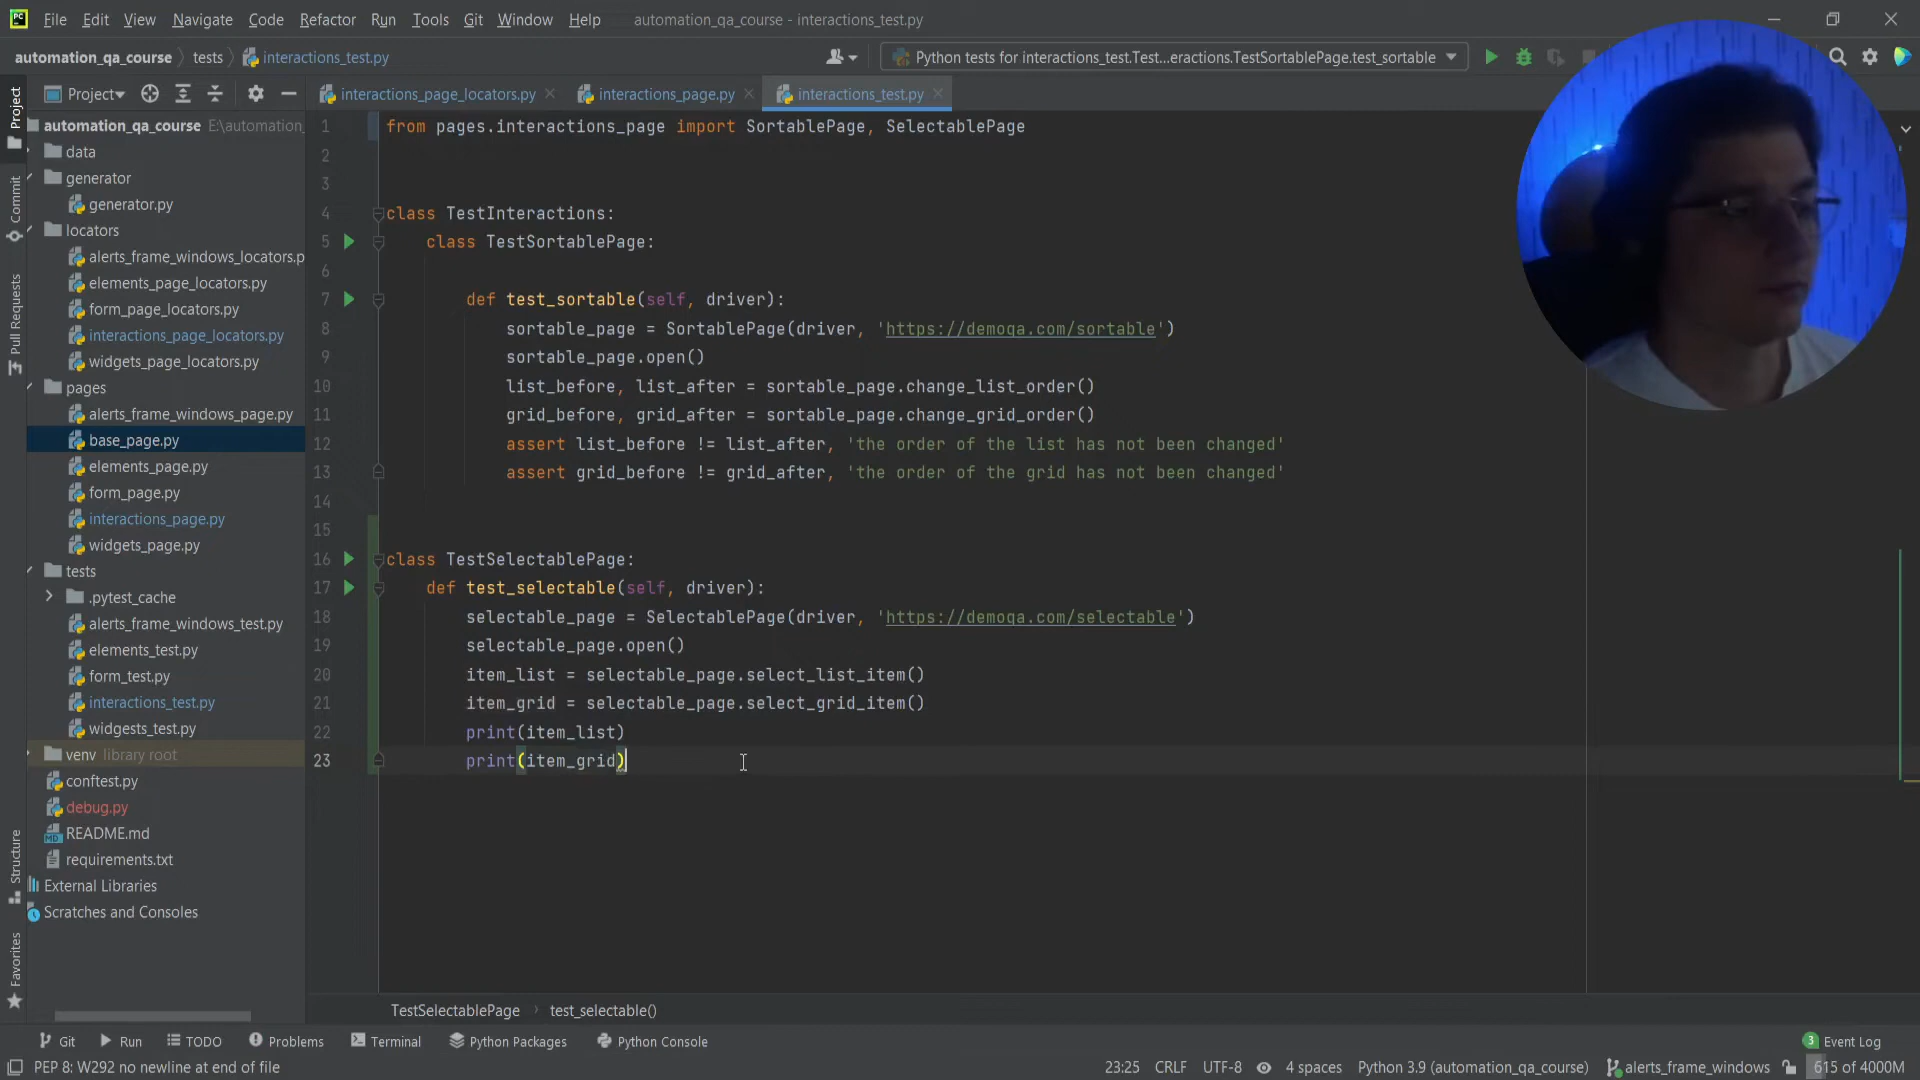 File Edit View Navigate Code Refactor Run Tools Git Window Help automation_qa_course - interactions_test.py
automation_qa_course tests interactions_test.py
Python tests for interactions_test.Test...eractions.TestSortablePage.test_sortable
Project
interactions_page_locators.py interactions_page.py interactions_test.py
automation_qa_course E:\automation_
data
generator
generator.py
locators
alerts_frame_windows_locators.p
elements_page_locators.py
form_page_locators.py
interactions_page_locators.py
widgets_page_locators.py
pages
alerts_frame_windows_page.py
base_page.py
elements_page.py
form_page.py
interactions_page.py
widgets_page.py
tests
.pytest_cache
alerts_frame_windows_test.py
elements_test.py
form_test.py
interactions_test.py
widgests_test.py
venv library root
conftest.py
debug.py
README.md
requirements.txt
External Libraries
Scratches and Consoles
Project
Commit
Pull Requests
Structure
Favorites
1 from pages.interactions_page import SortablePage, SelectablePage
2
3
4 class TestInteractions:
5 class TestSortablePage:
6
7 def test_sortable(self, driver):
8 sortable_page = SortablePage(driver, 'https://demoqa.com/sortable')
9 sortable_page.open()
10 list_before, list_after = sortable_page.change_list_order()
11 grid_before, grid_after = sortable_page.change_grid_order()
12 assert list_before != list_after, 'the order of the list has not been changed'
13 assert grid_before != grid_after, 'the order of the grid has not been changed'
14
15
16 class TestSelectablePage:
17 def test_selectable(self, driver):
18 selectable_page = SelectablePage(driver, 'https://demoqa.com/selectable')
19 selectable_page.open()
20 item_list = selectable_page.select_list_item()
21 item_grid = selectable_page.select_grid_item()
22 print(item_list)
23 print(item_grid)
TestSelectablePage test_selectable()
Git Run TODO Problems Terminal Python Packages Python Console 3 Event Log
PEP 8: W292 no newline at end of file 23:25 CRLF UTF-8 4 spaces Python 3.9 (automation_qa_course) alerts_frame_windows 615 of 4000M